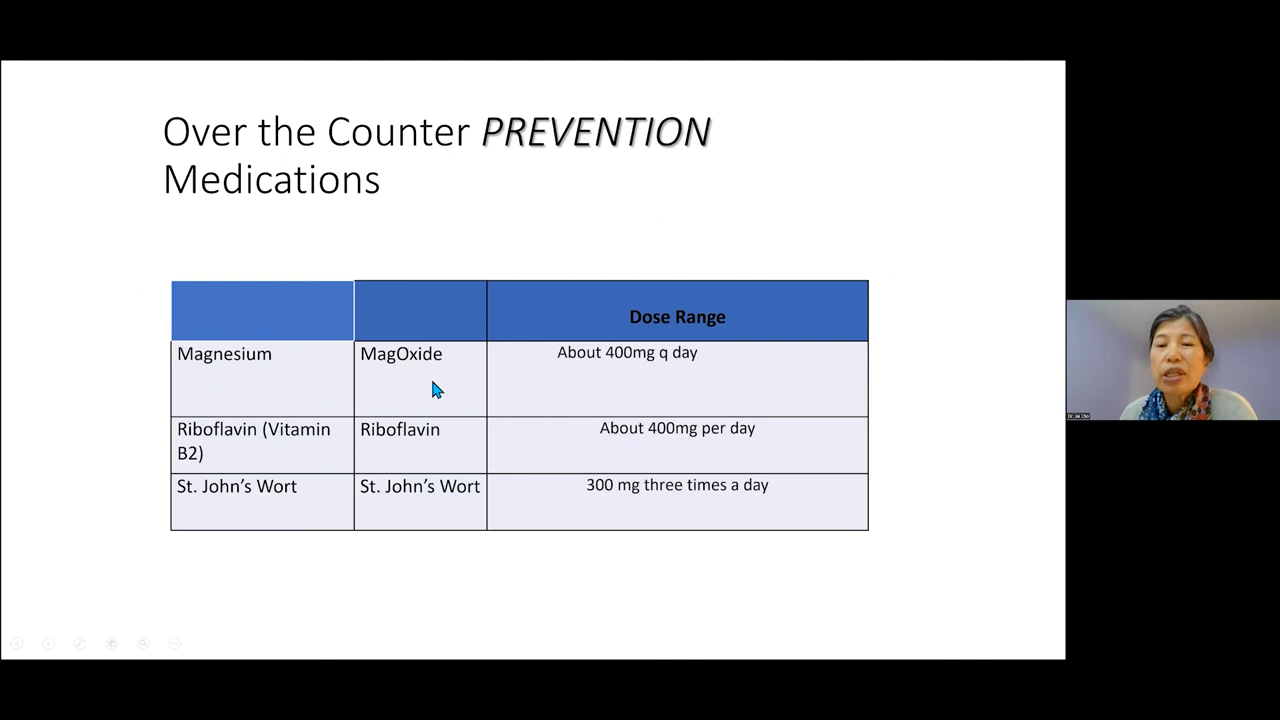 Over the Counter PREVENTION
Medications
Dose Range
Magnesium
MagOxide
About 400mg q day
Riboflavin (Vitamin
B2)
Riboflavin
About 400mg per day
St. John’s Wort
St. John’s Wort
300 mg three times a day